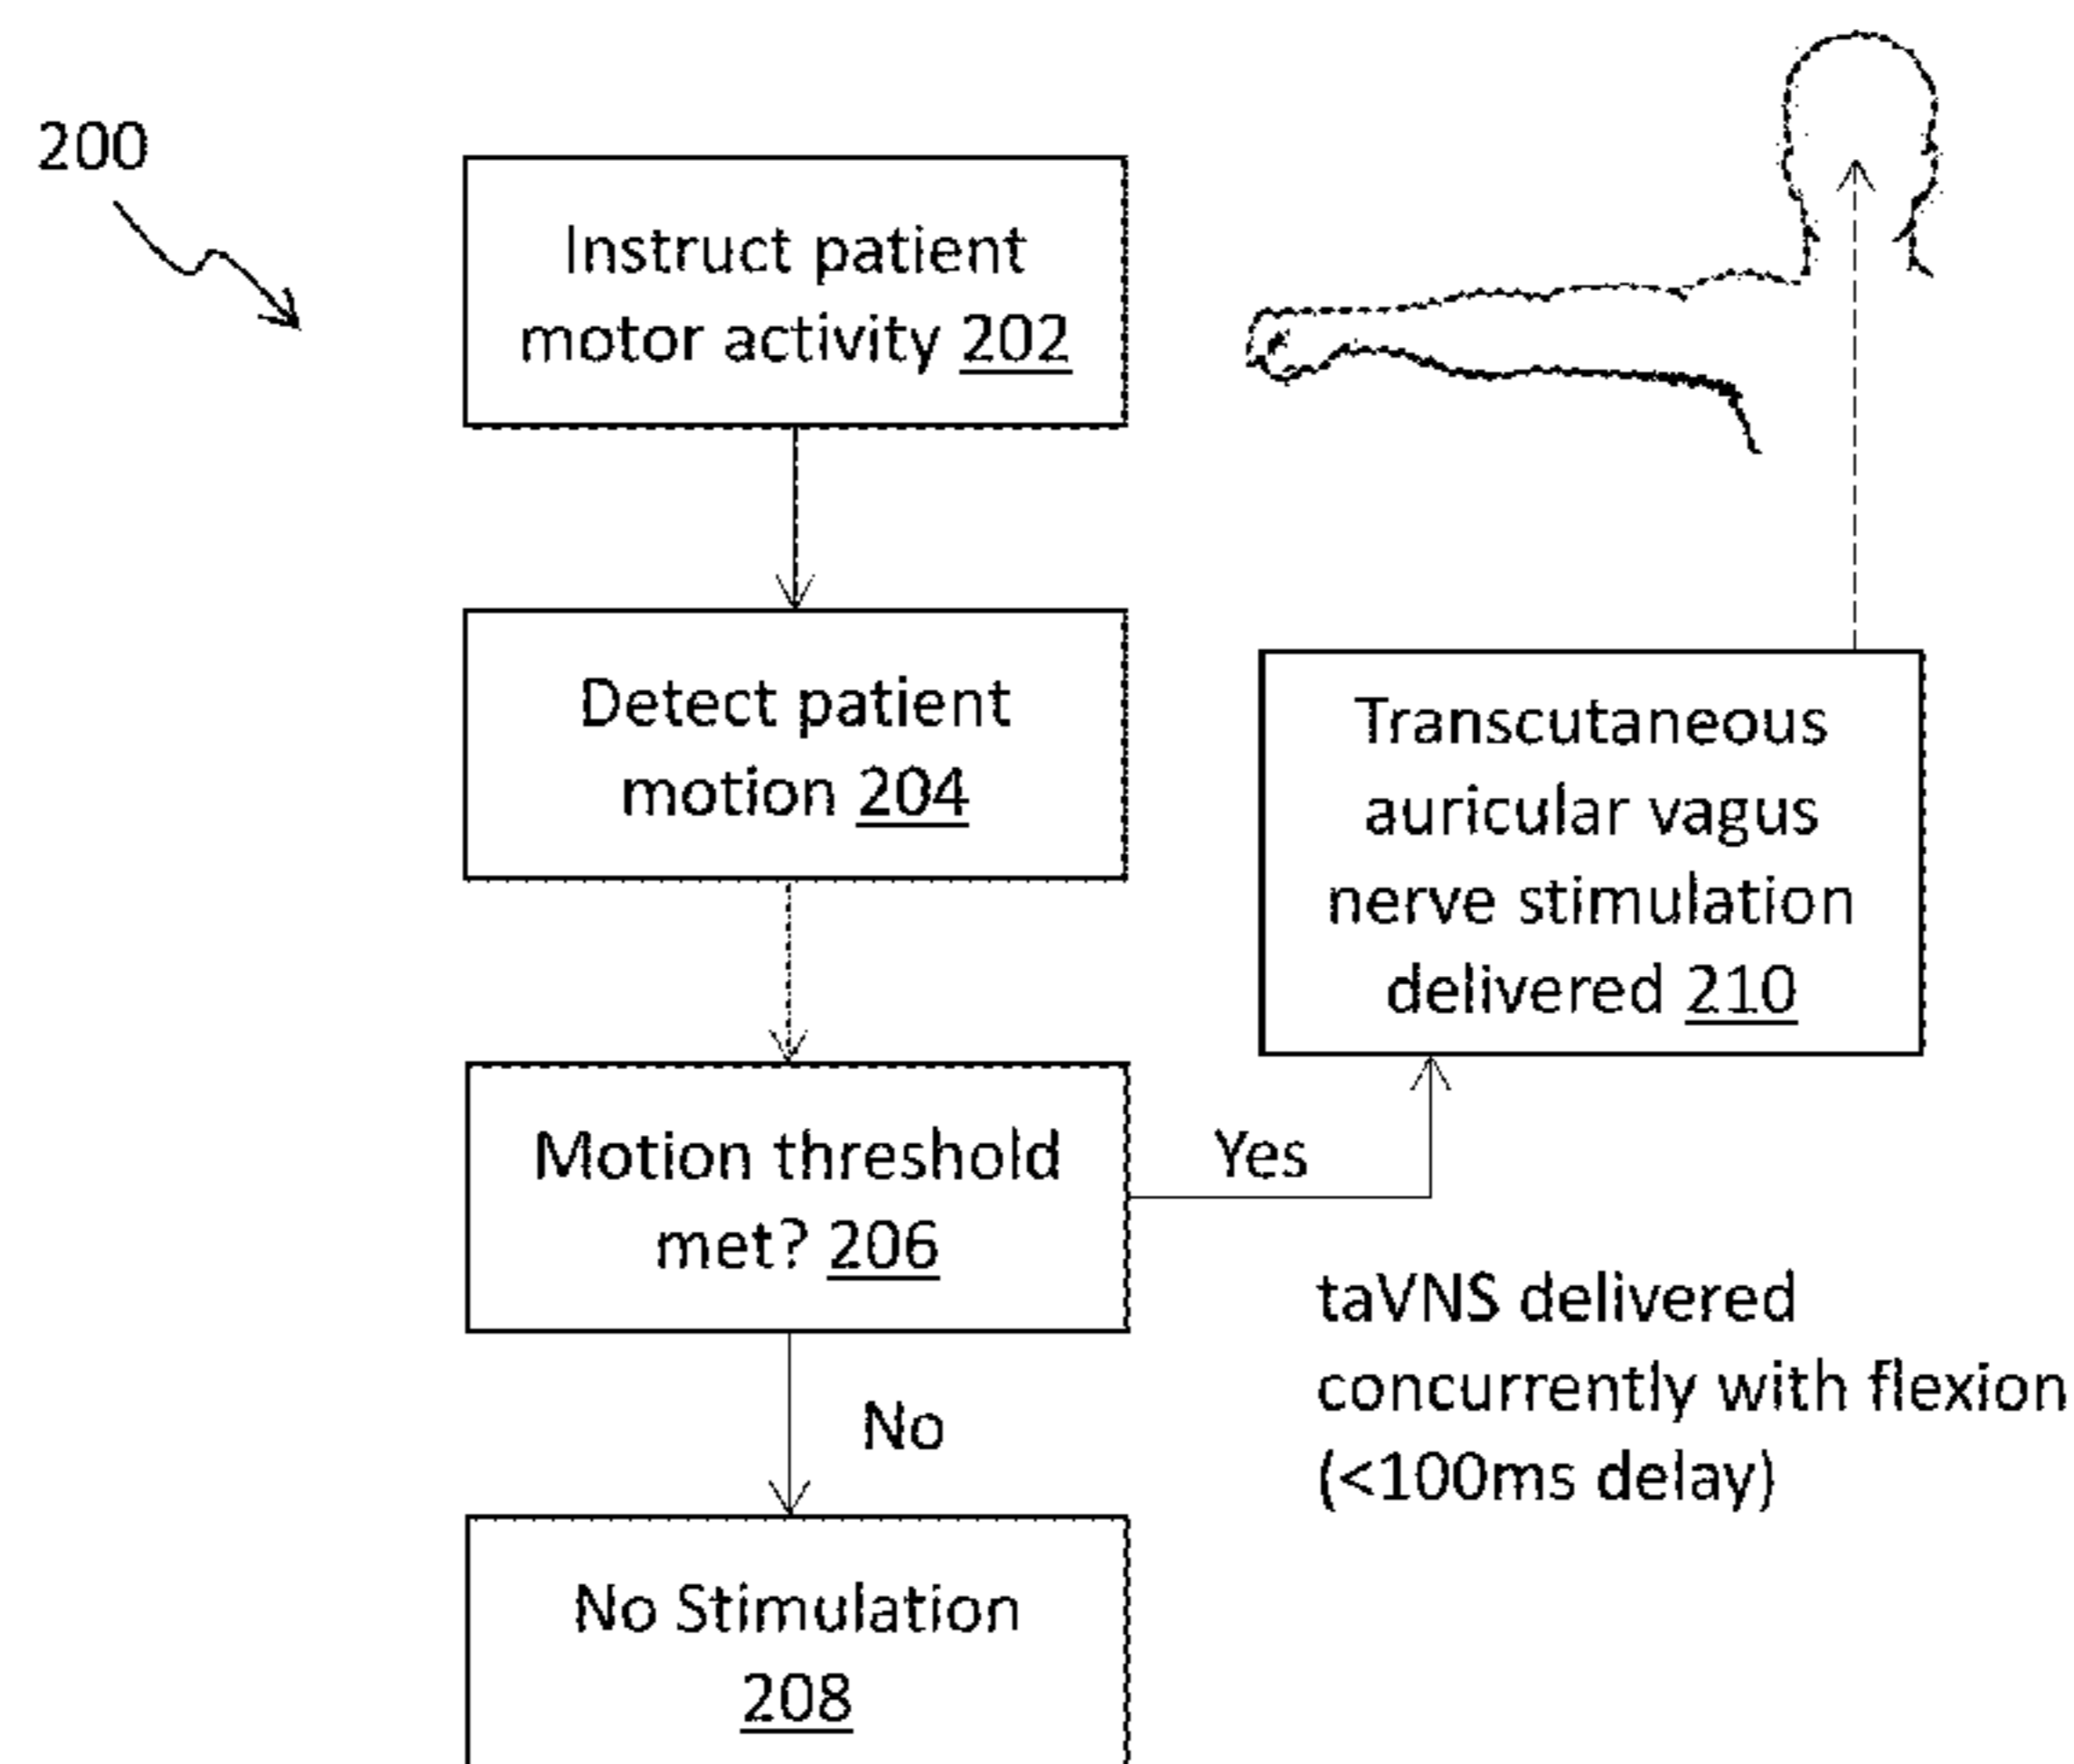 200
Instruct patient
motor activity 202
Detect patient
motion 204
Transcutaneous
auricular vagus
nerve stimulation
delivered 210
Motion threshold
met? 206
Yes
taVNS delivered
concurrently with flexion
(<100ms delay)
No
No Stimulation
208